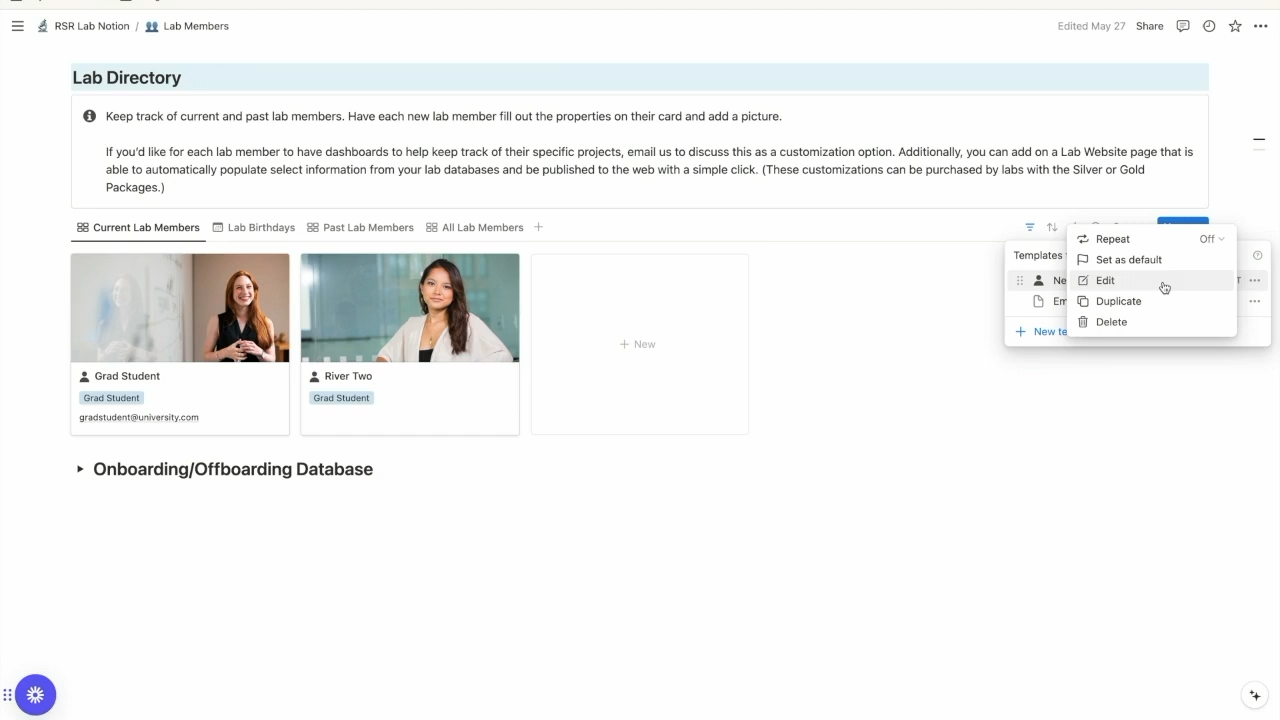 RSR Lab Notion / Lab Members
Edited May 27 Share
Lab Directory
Keep track of current and past lab members. Have each new lab member fill out the properties on their card and add a picture.
If you'd like for each lab member to have dashboards to help keep track of their specific projects, email us to discuss this as a customization option. Additionally, you can add on a Lab Website page that is
able to automatically populate select information from your lab databases and be published to the web with a simple click. (These customizations can be purchased by labs with the Silver or Gold
Packages.)
Current Lab Members Lab Birthdays Past Lab Members All Lab Members
Repeat Off
Templates
Set as default
Edit
Duplicate
Delete
New
Grad Student
Grad Student
gradstudent@university.com
River Two
Grad Student
New
Onboarding/Offboarding Database